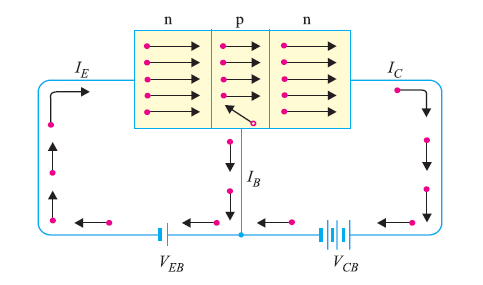 n p n
I_E I_C
I_B
V_EB V_CB